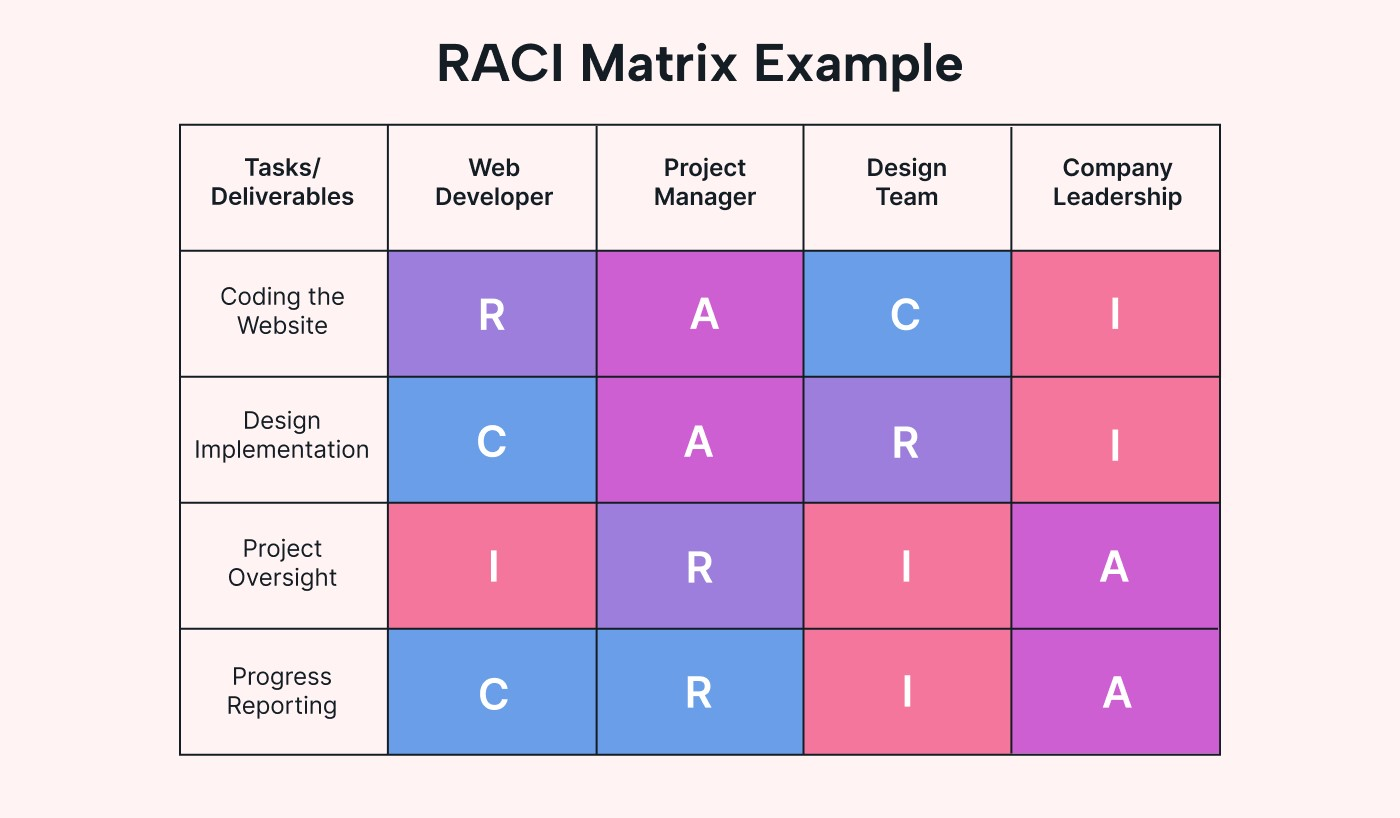 RACI Matrix Example
Tasks/
Deliverables
Web
Developer
Project
Manager
Design
Team
Company
Leadership
Coding the
Website
R
A
C
I
Design
Implementation
C
A
R
I
Project
Oversight
I
R
I
A
Progress
Reporting
C
R
I
A